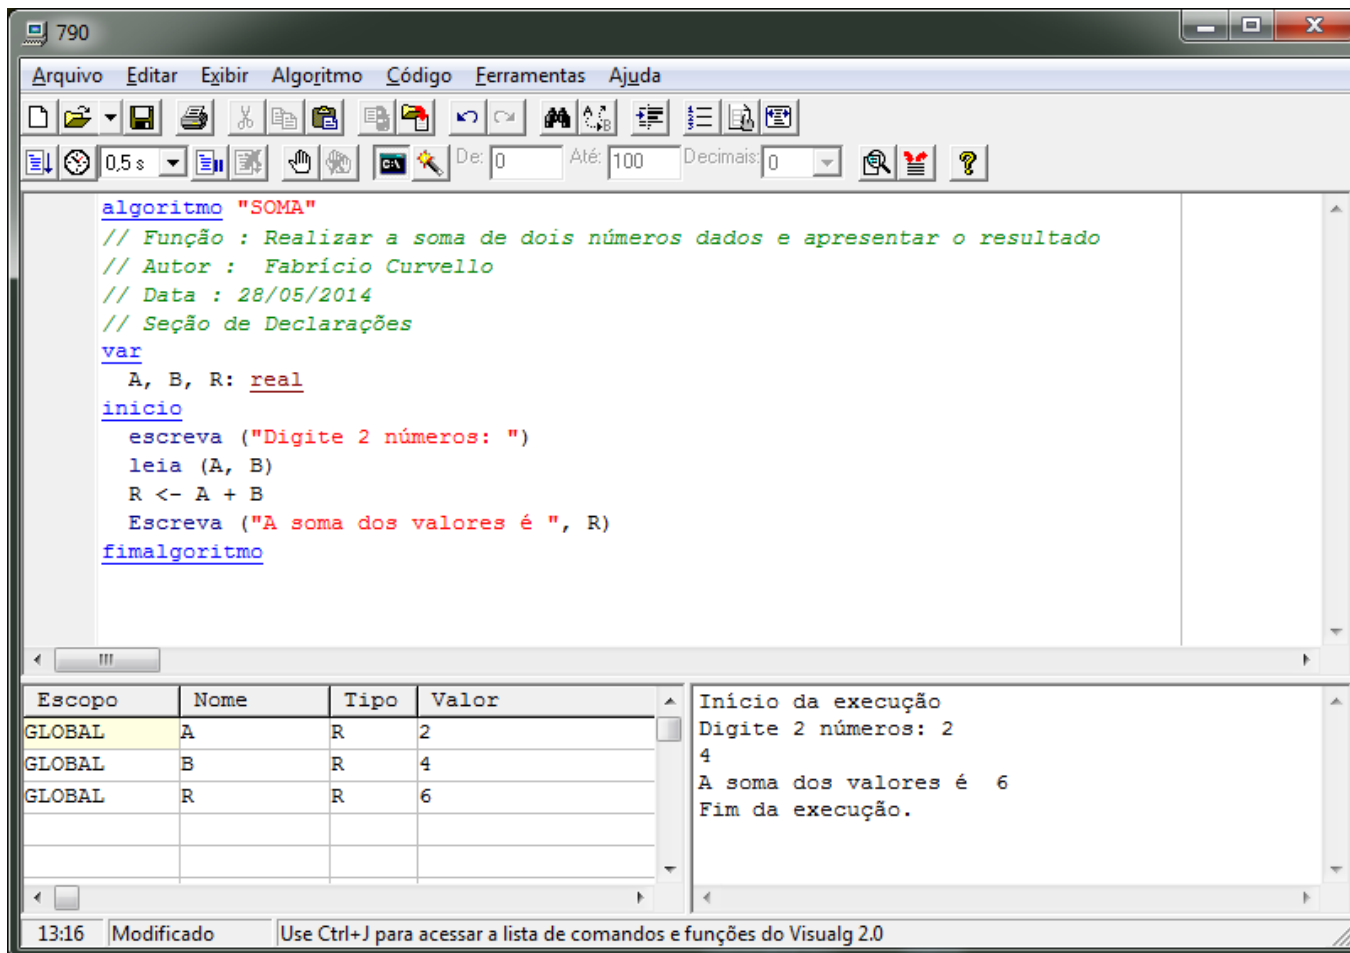 790
Arquivo Editar Exibir Algoritmo Código Ferramentas Ajuda
0,5 s De: 0 Até: 100 Decimais: 0
algoritmo "SOMA"
// Função : Realizar a soma de dois números dados e apresentar o resultado
// Autor :  Fabrício Curvello
// Data : 28/05/2014
// Seção de Declarações
var
A, B, R: real
inicio
escreva ("Digite 2 números: ")
leia (A, B)
R <- A + B
Escreva ("A soma dos valores é ", R)
fimalgoritmo
Escopo Nome Tipo Valor
GLOBAL A R 2
GLOBAL B R 4
GLOBAL R R 6
Início da execução
Digite 2 números: 2
4
A soma dos valores é  6
Fim da execução.
13:16 Modificado Use Ctrl+J para acessar a lista de comandos e funções do Visualg 2.0